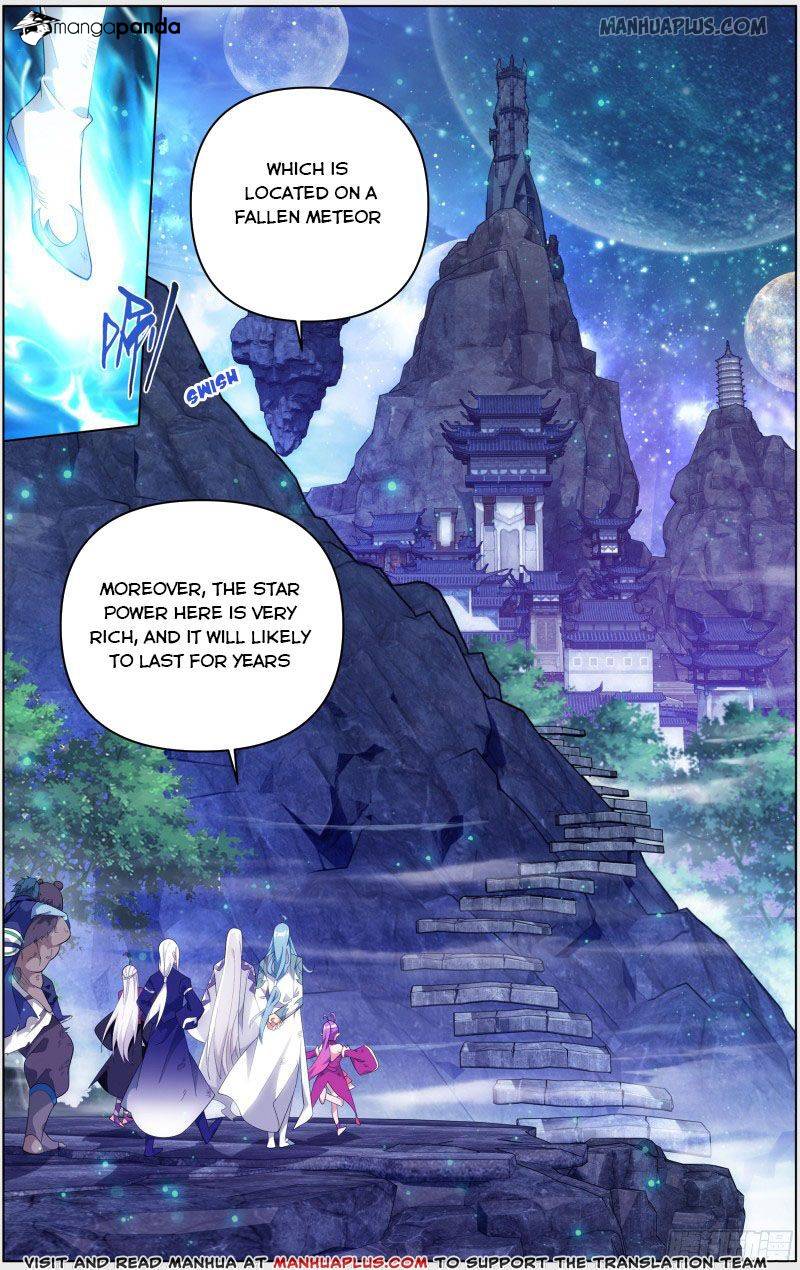 mangapanda
MANHUAPLUS.COM
WHICH IS
LOCATED ON A
FALLEN METEOR
SWISH
MOREOVER, THE STAR
POWER HERE IS VERY
RICH, AND IT WILL LIKELY
TO LAST FOR YEARS
VISIT AND READ MANHUA AT MANHUAPLUS.COM TO SUPPORT THE TRANSLATION TEAM